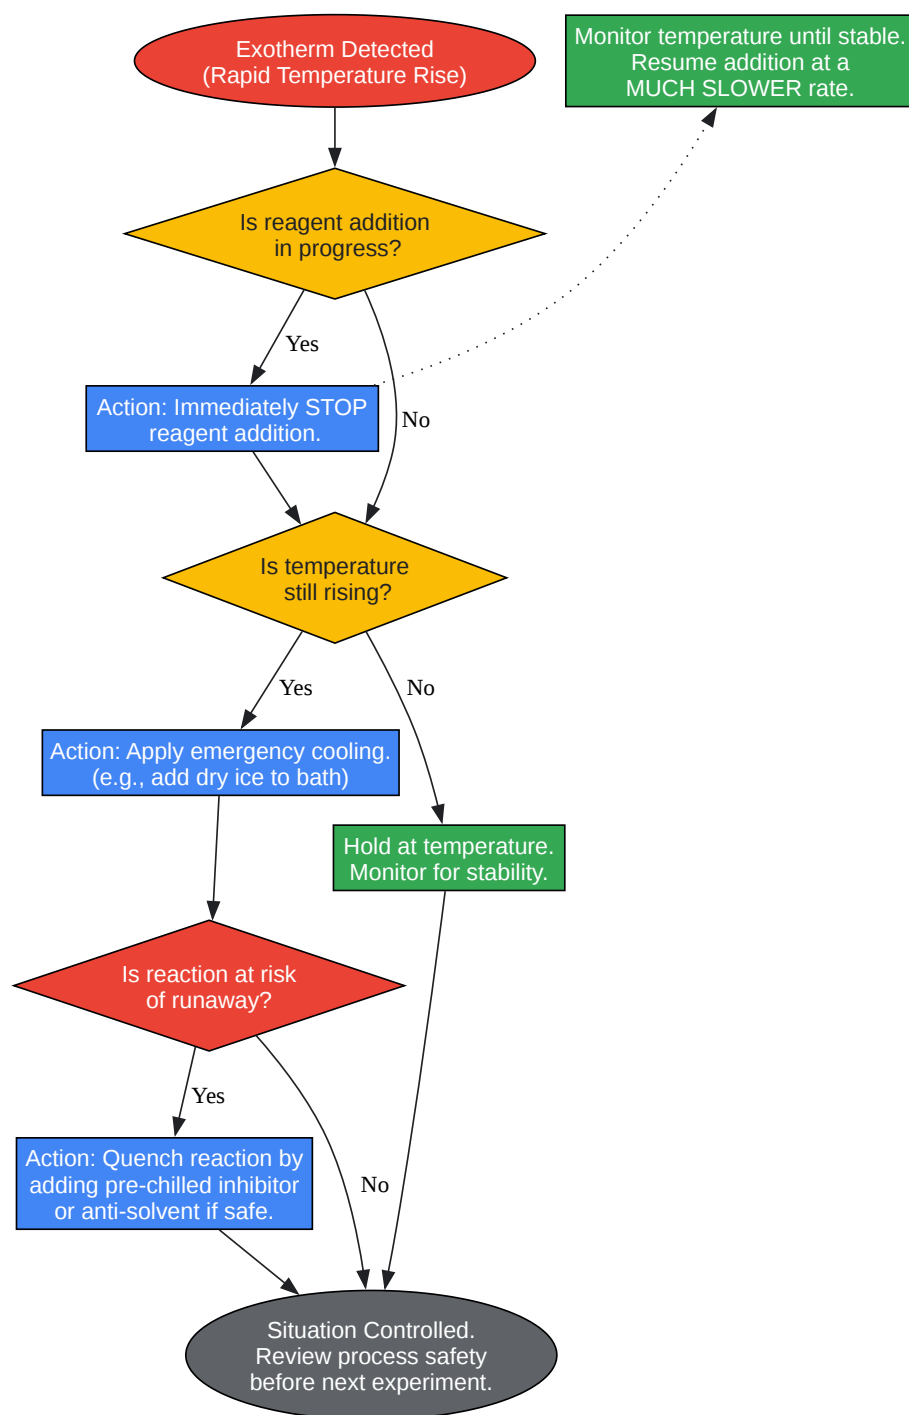 Exotherm Detected
(Rapid Temperature Rise)
Monitor temperature until stable.
Resume addition at a
MUCH SLOWER rate.
Is reagent addition
in progress?
Yes
No
Action: Immediately STOP
reagent addition.
Is temperature
still rising?
Yes
No
Action: Apply emergency cooling.
(e.g., add dry ice to bath)
Hold at temperature.
Monitor for stability.
Is reaction at risk
of runaway?
Yes
No
Action: Quench reaction by
adding pre-chilled inhibitor
or anti-solvent if safe.
Situation Controlled.
Review process safety
before next experiment.